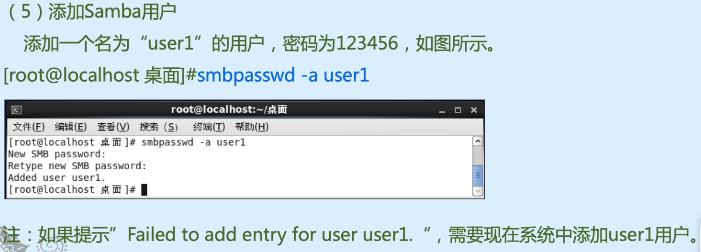 （5）添加Samba用户
添加一个名为“user1”的用户，密码为123456，如图所示。
[root@localhost 桌面]#smbpasswd -a user1
root@localhost:~/桌面
文件(F) 编辑(E) 查看(V) 搜索 (S) 终端(T) 帮助(H)
[root@localhost 桌面]# smbpasswd -a user1
New SMB password:
Retype new SMB password:
Added user user1.
[root@localhost 桌面]#
注：如果提示” Failed to add entry for user user1. “，需要现在系统中添加user1用户。